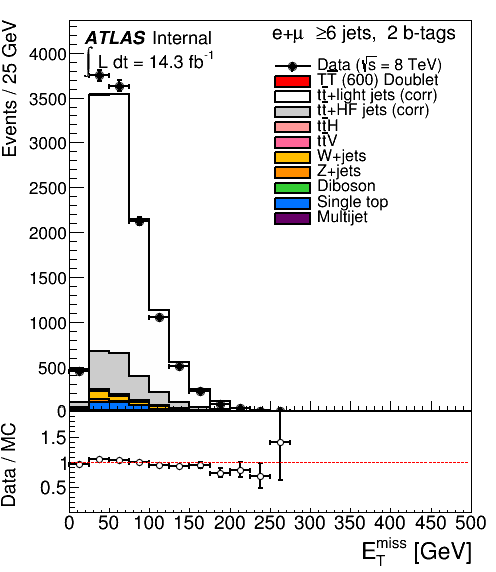 ATLAS Internal
∫ L dt = 14.3 fb⁻¹
e+μ ≥6 jets, 2 b-tags
Data (√s = 8 TeV)
TT̄ (600) Doublet
tt̄+light jets (corr)
tt̄+HF jets (corr)
tt̄H
tt̄V
W+jets
Z+jets
Diboson
Single top
Multijet
Events / 25 GeV
4000
3500
3000
2500
2000
1500
1000
500
0
Data / MC
1.5
1
0.5
0 50 100 150 200 250 300 350 400 450 500
E_T^miss [GeV]